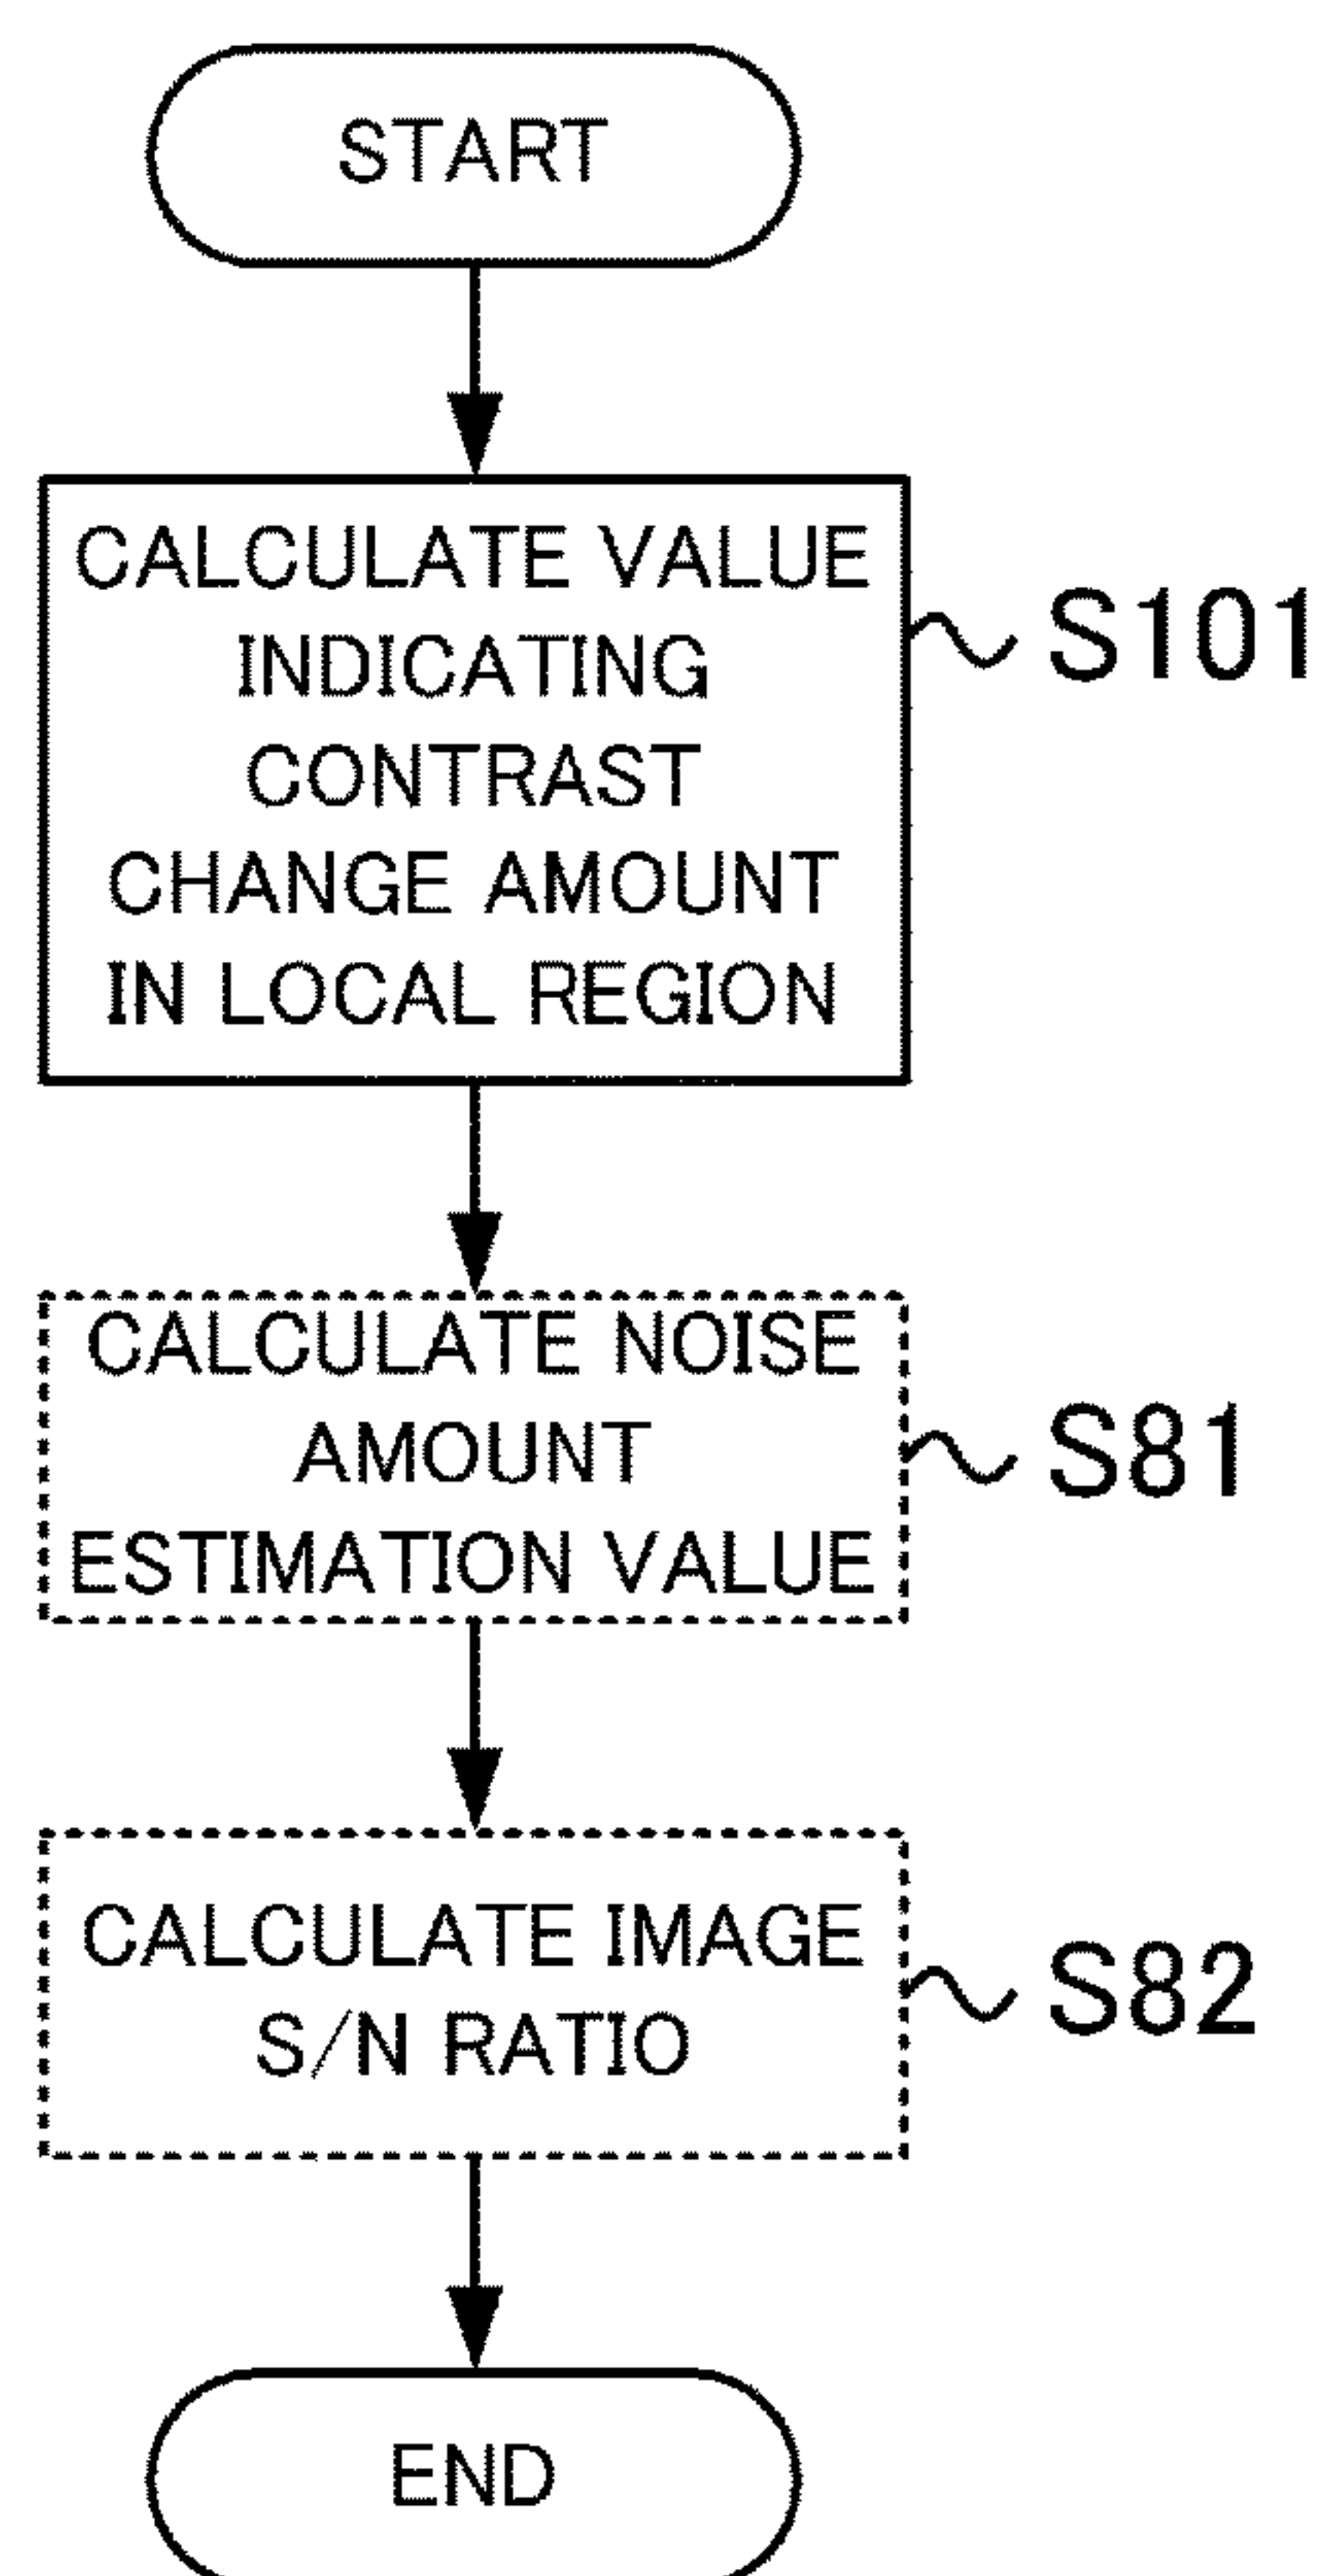 START
CALCULATE VALUE
INDICATING
CONTRAST
CHANGE AMOUNT
IN LOCAL REGION
S101
CALCULATE NOISE
AMOUNT
ESTIMATION VALUE
S81
CALCULATE IMAGE
S/N RATIO
S82
END